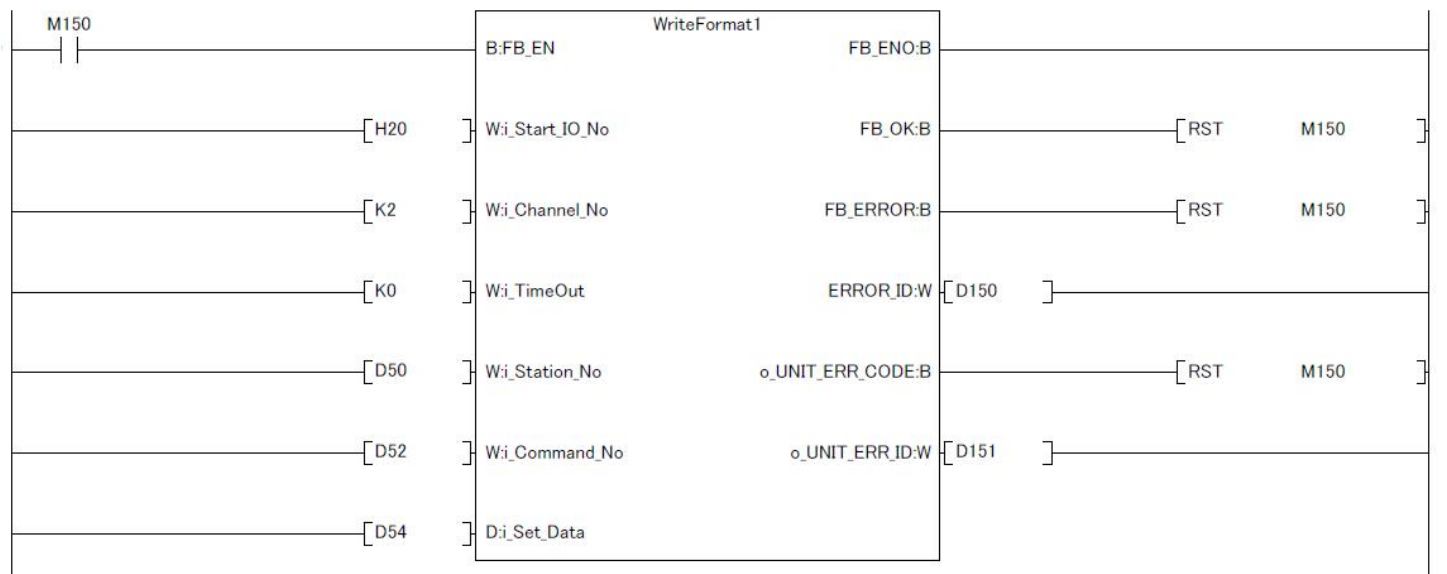 M150 WriteFormat1
B:FB_EN FB_ENO:B
H20 W:i_Start_IO_No FB_OK:B RST M150
K2 W:i_Channel_No FB_ERROR:B RST M150
K0 W:i_TimeOut ERROR_ID:W D150
D50 W:i_Station_No o_UNIT_ERR_CODE:B RST M150
D52 W:i_Command_No o_UNIT_ERR_ID:W D151
D54 D:i_Set_Data